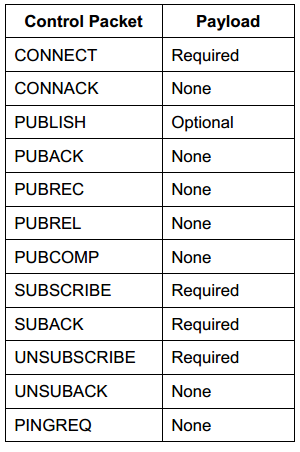 Control Packet Payload
CONNECT Required
CONNACK None
PUBLISH Optional
PUBACK None
PUBREC None
PUBREL None
PUBCOMP None
SUBSCRIBE Required
SUBACK Required
UNSUBSCRIBE Required
UNSUBACK None
PINGREQ None